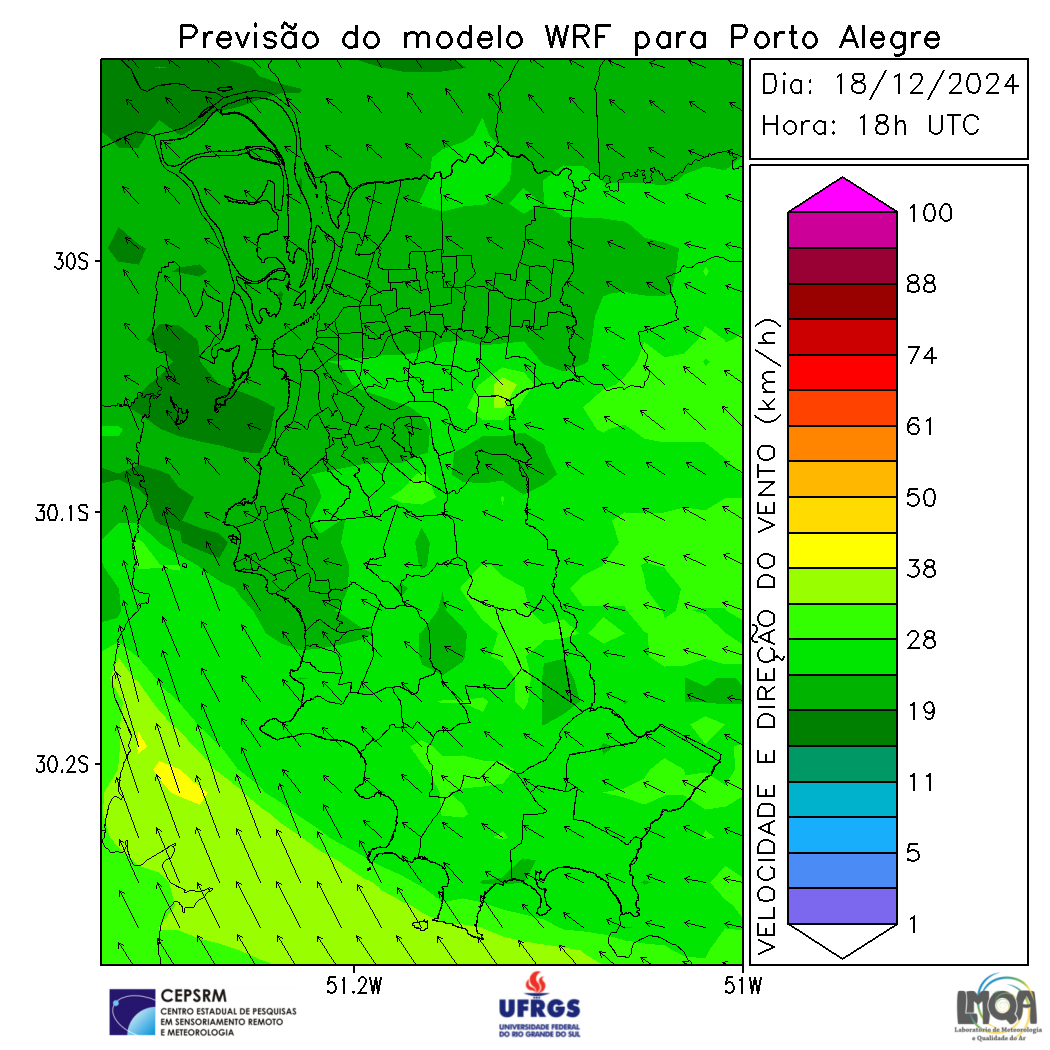 Previsão do modelo WRF para Porto Alegre
Dia: 18/12/2024
Hora: 18h UTC
30S
30.1S
30.2S
51.2W
51W
VELOCIDADE E DIREÇÃO DO VENTO (km/h)
100
88
74
61
50
38
28
19
11
5
1
CEPSRM
CENTRO ESTADUAL DE PESQUISAS
EM SENSORIAMENTO REMOTO
E METEOROLOGIA
UFRGS
UNIVERSIDADE FEDERAL
DO RIO GRANDE DO SUL
LMQA
Laboratório de Meteorologia
e Qualidade do Ar